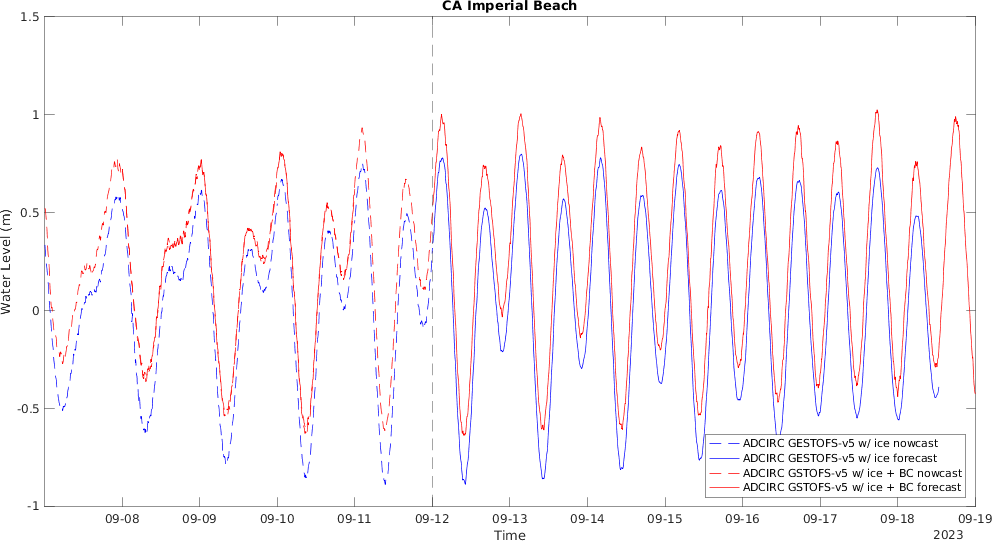 CA Imperial Beach
1.5
1
0.5
0
-0.5
-1
Water Level (m)
09-08 09-09 09-10 09-11 09-12 09-13 09-14 09-15 09-16 09-17 09-18 09-19
Time
2023
ADCIRC GESTOFS-v5 w/ ice nowcast
ADCIRC GESTOFS-v5 w/ ice forecast
ADCIRC GSTOFS-v5 w/ ice + BC nowcast
ADCIRC GSTOFS-v5 w/ ice + BC forecast